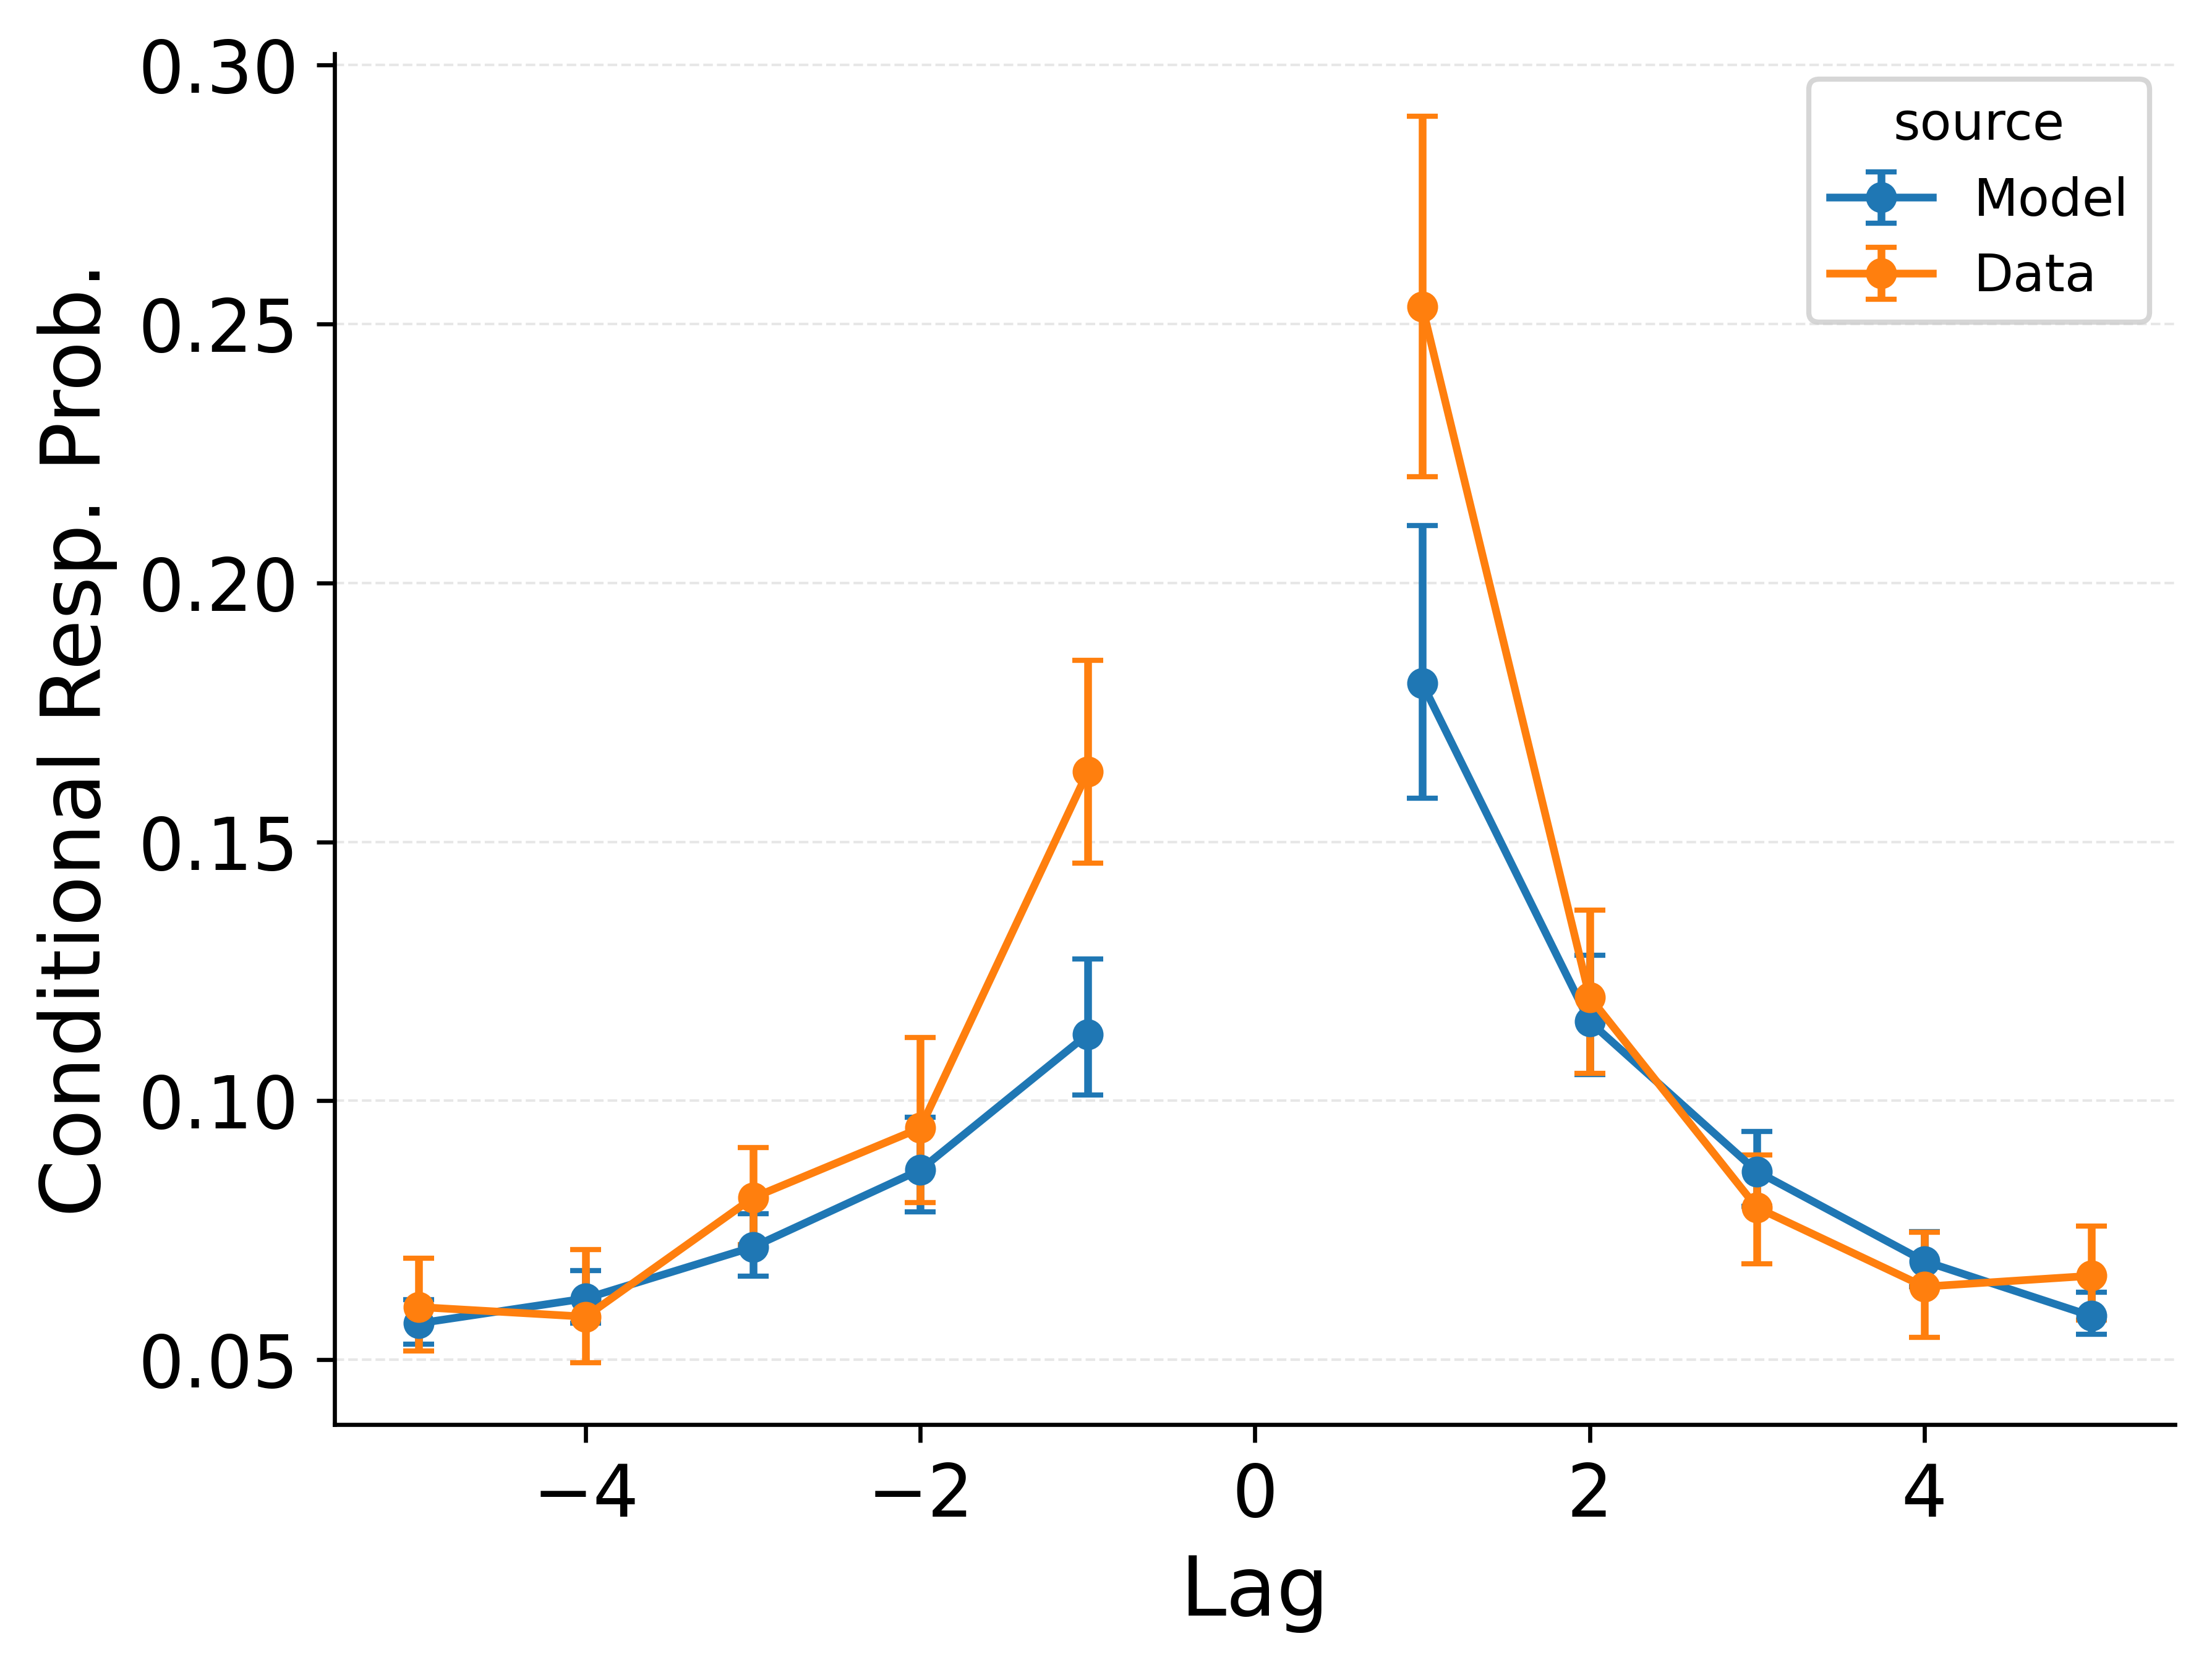 0.30
0.25
0.20
0.15
0.10
0.05
Conditional Resp. Prob.
−4
−2
0
2
4
Lag
source
Model
Data